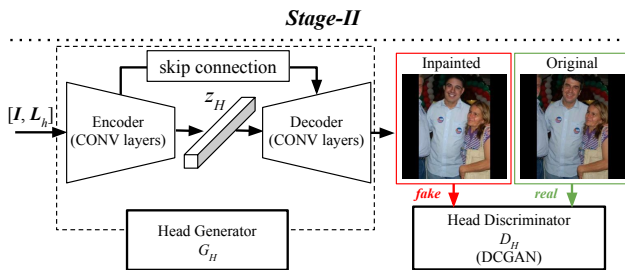 Stage-II
skip connection
Inpainted
Original
[I, L_h]
Encoder
(CONV layers)
z_H
Decoder
(CONV layers)
fake
real
Head Generator
G_H
Head Discriminator
D_H
(DCGAN)